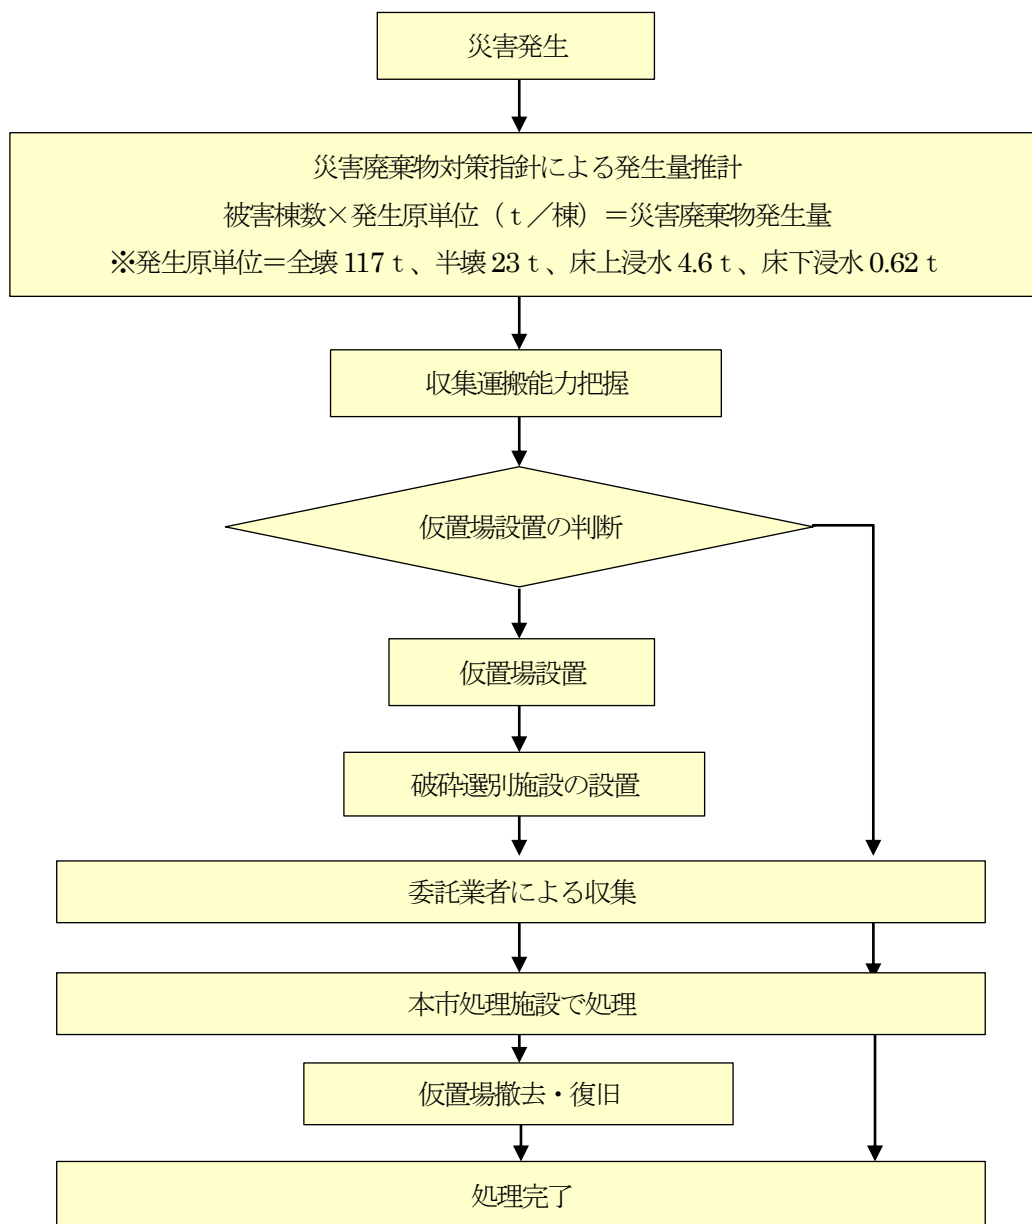 災害発生
災害廃棄物対策指針による発生量推計
被害棟数×発生原単位(t/棟)=災害廃棄物発生量
※発生原単位=全壊 117 t、半壊 23 t、床上浸水 4.6 t、床下浸水 0.62 t
収集運搬能力把握
仮置場設置の判断
仮置場設置
破砕選別施設の設置
委託業者による収集
本市処理施設で処理
仮置場撤去・復旧
処理完了